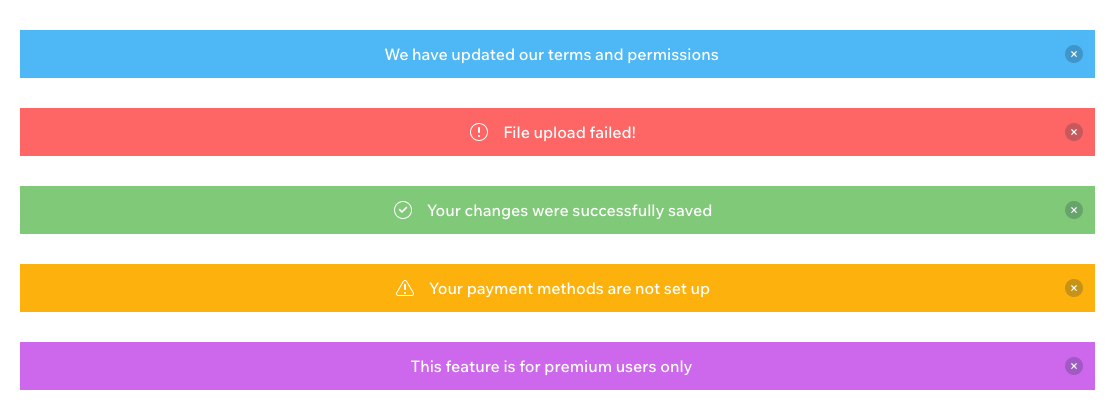 We have updated our terms and permissions
File upload failed!
Your changes were successfully saved
Your payment methods are not set up
This feature is for premium users only